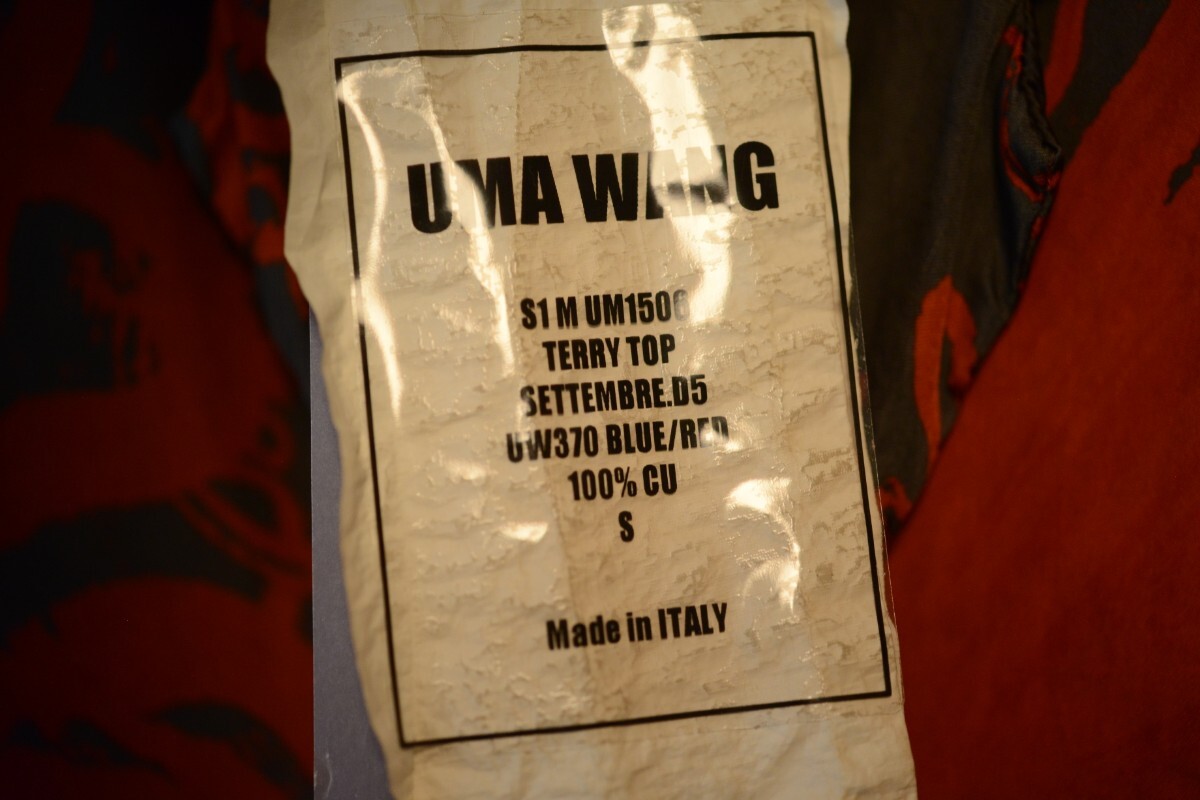 UMA WANG
S1 M UM1506
TERRY TOP
SETTEMBRE.D5
UW370 BLUE/RED
100% CU
S
Made in ITALY